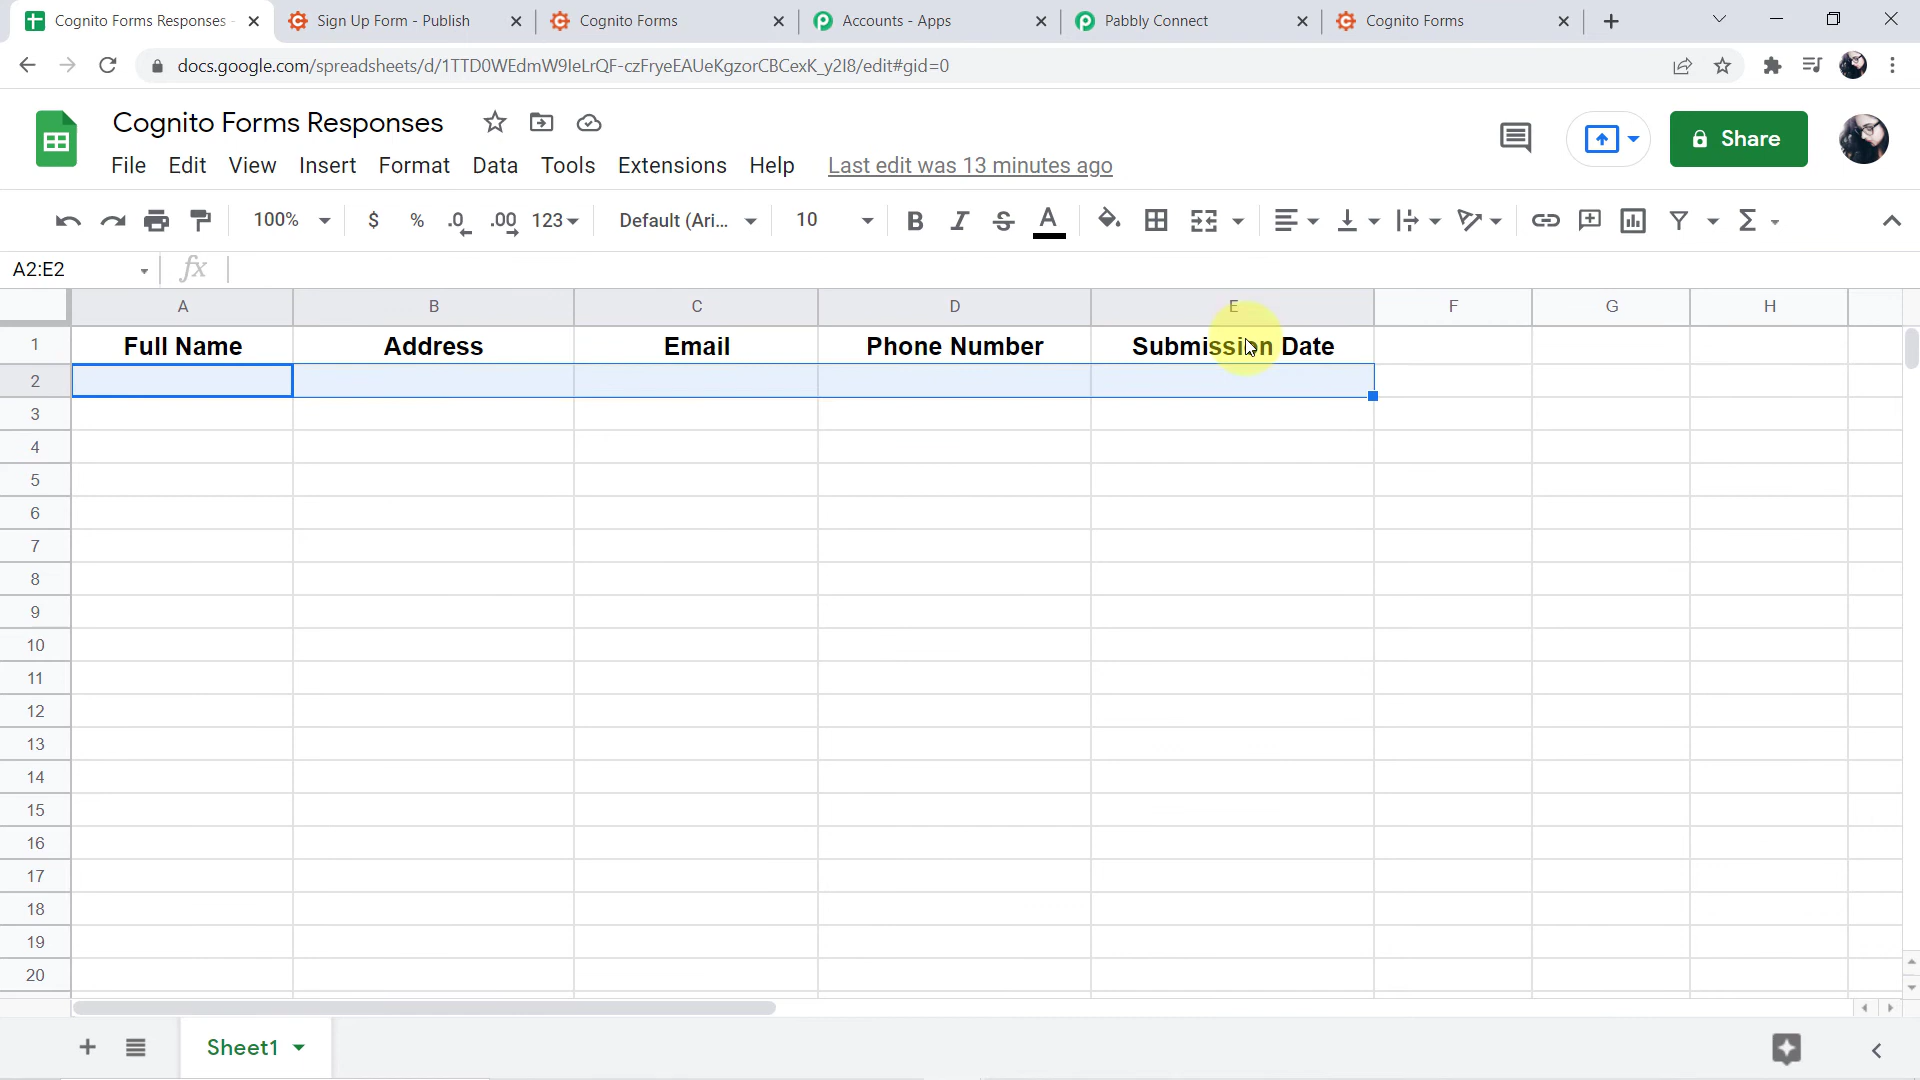 Cognito Forms Responses -
Sign Up Form - Publish
Cognito Forms
Accounts - Apps
Pabbly Connect
Cognito Forms
docs.google.com/spreadsheets/d/1TTD0WEdmW9IeLrQF-czFryeEAUeKgzorCBCexK_y2I8/edit#gid=0
Cognito Forms Responses
Share
File Edit View Insert Format Data Tools Extensions Help Last edit was 13 minutes ago
100% $ % .0 .00 123 Default (Ari... 10 B I S A Σ
A2:E2 fx
A B C D E F G H
1 Full Name Address Email Phone Number Submission Date
2
3
4
5
6
7
8
9
10
11
12
13
14
15
16
17
18
19
20
Sheet1